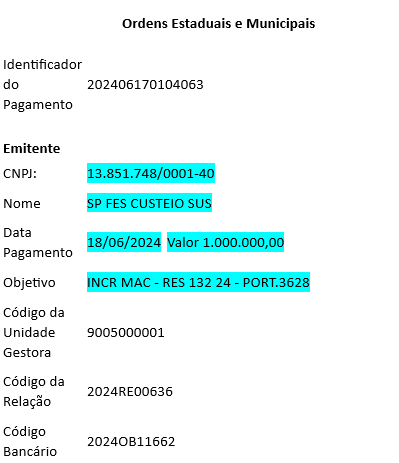 Ordens Estaduais e Municipais
Identificador
do
Pagamento
202406170104063
Emitente
CNPJ: 13.851.748/0001-40
Nome SP FES CUSTEIO SUS
Data
Pagamento
18/06/2024 Valor 1.000.000,00
Objetivo INCR MAC - RES 132 24 - PORT.3628
Código da
Unidade
Gestora
9005000001
Código da
Relação
2024RE00636
Código
Bancário
2024OB11662